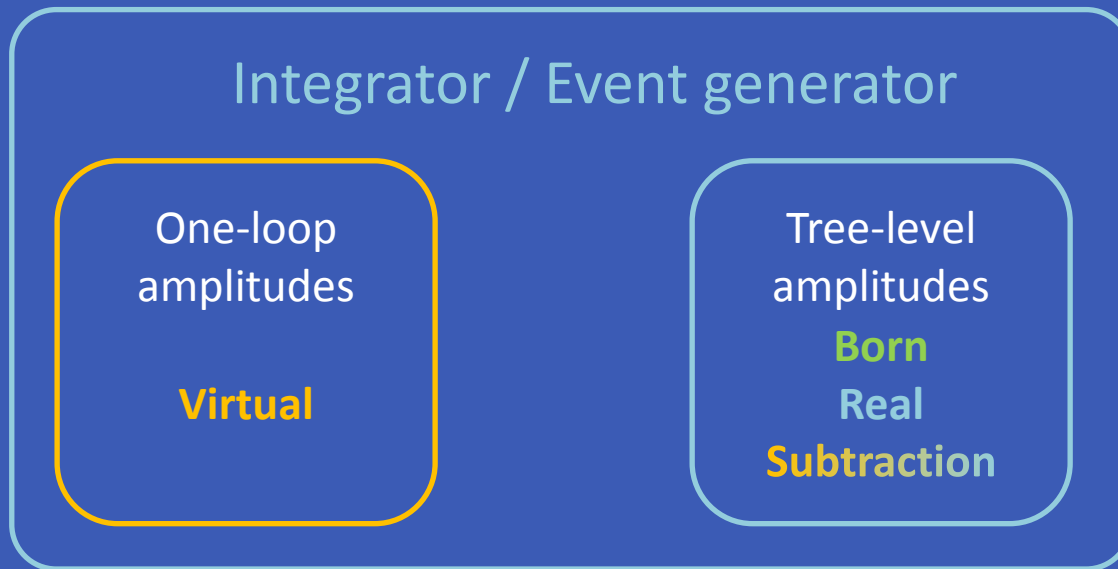 Integrator / Event generator
One-loop
amplitudes
Virtual
Tree-level
amplitudes
Born
Real
Subtraction